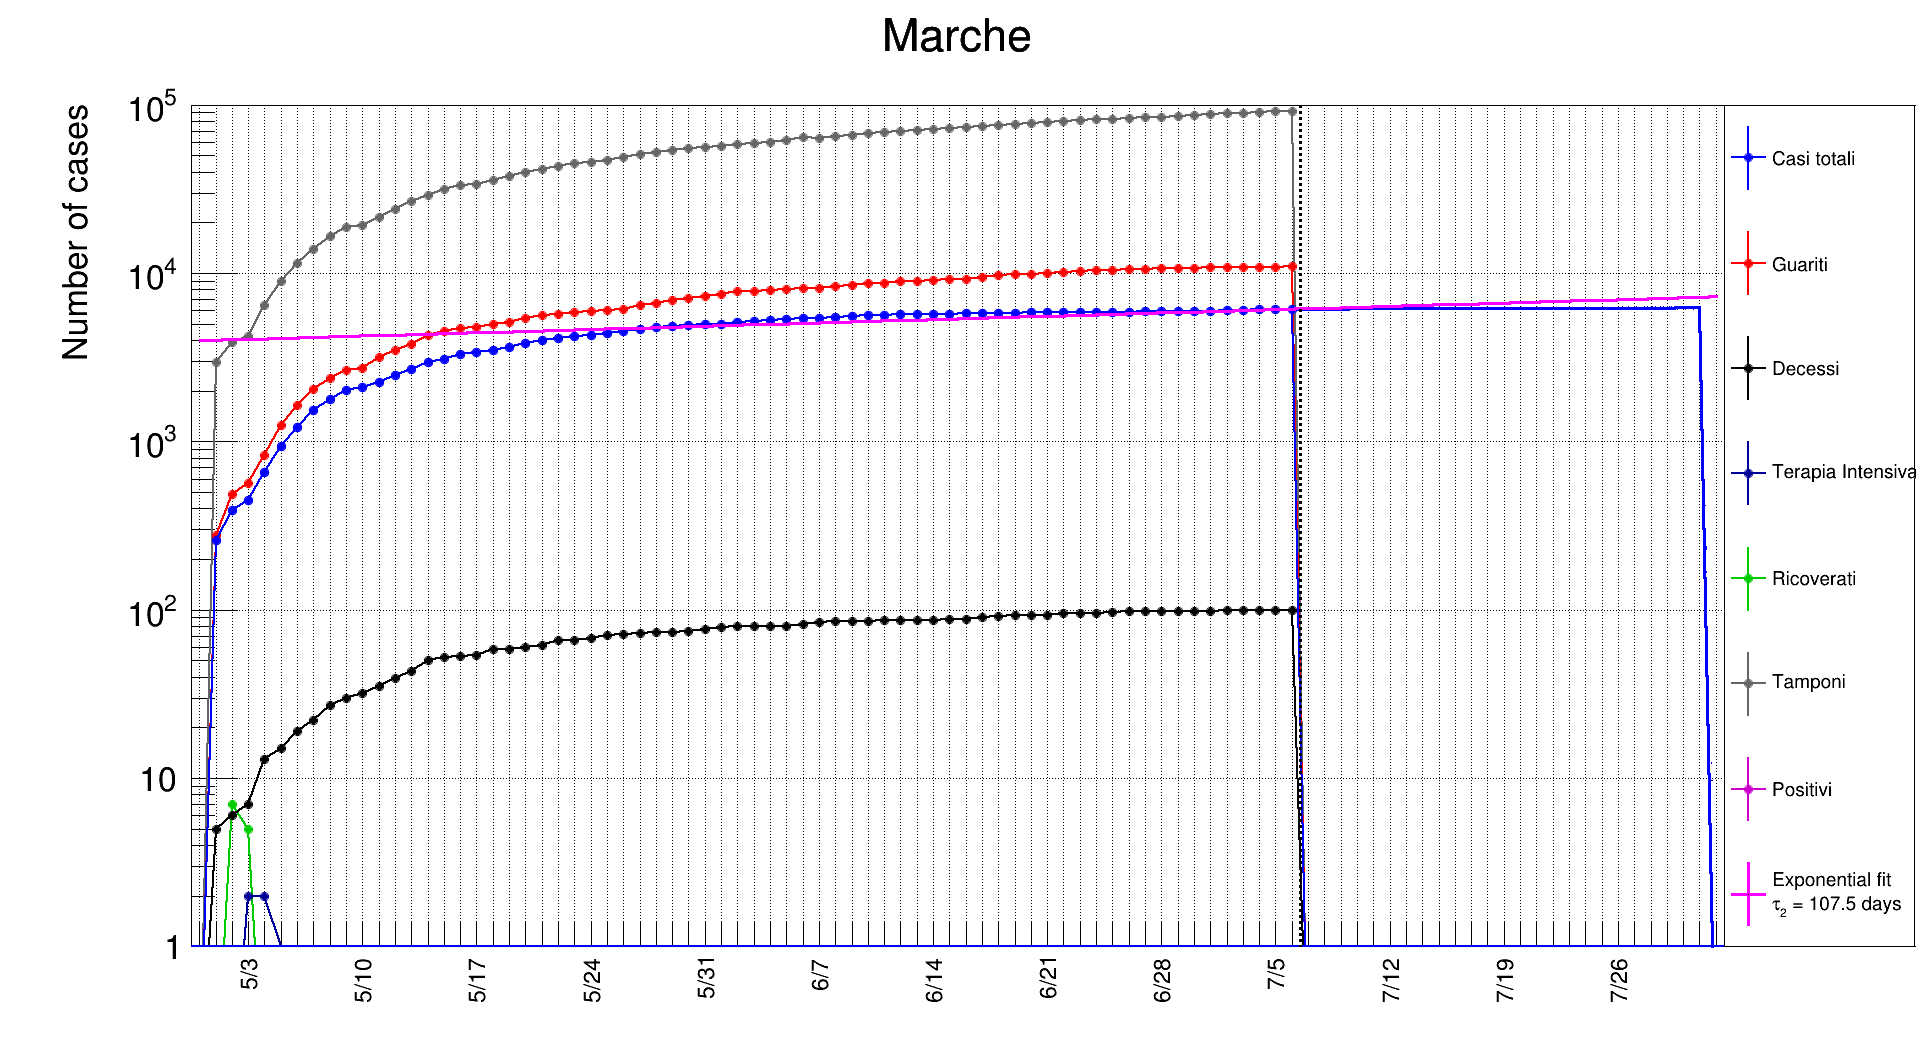 Marche
Number of cases
10^5
10^4
10^3
10^2
10
1
5/3
5/10
5/17
5/24
5/31
6/7
6/14
6/21
6/28
7/5
7/12
7/19
7/26
Casi totali
Guariti
Decessi
Terapia Intensiva
Ricoverati
Tamponi
Positivi
Exponential fit
τ2 = 107.5 days